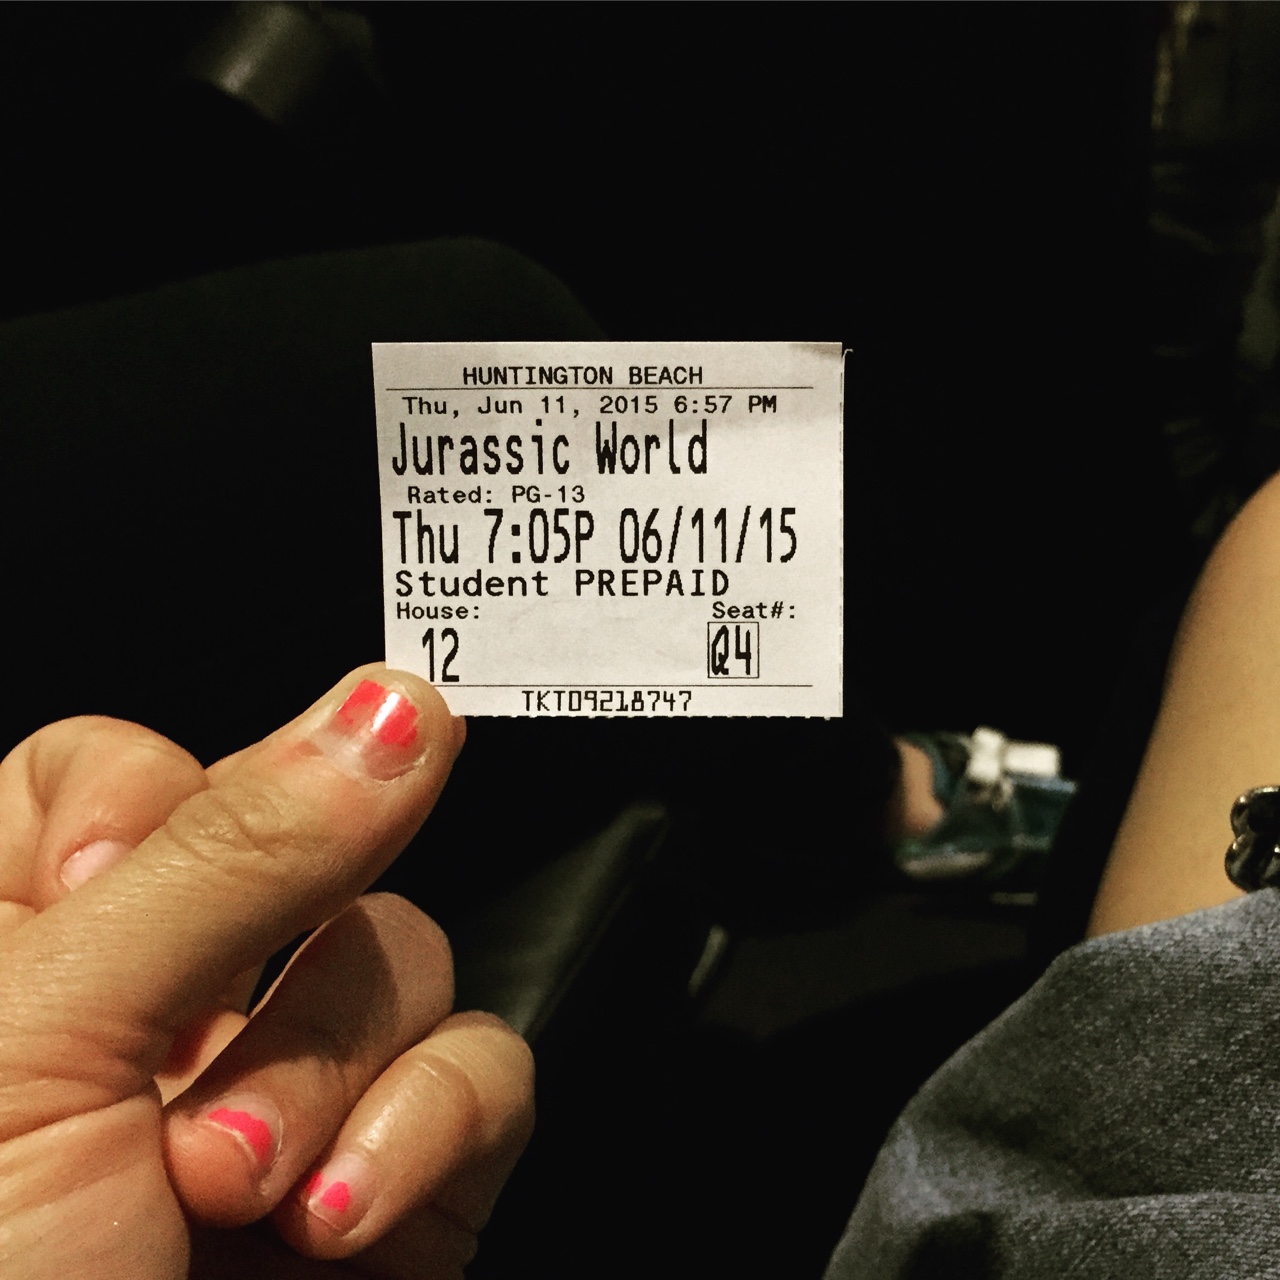 HUNTINGTON BEACH
Thu, Jun 11, 2015 6:57 PM
Jurassic World
Rated: PG-13
Thu 7:05P 06/11/15
Student PREPAID
House: Seat#:
12 Q4
TKT09218747